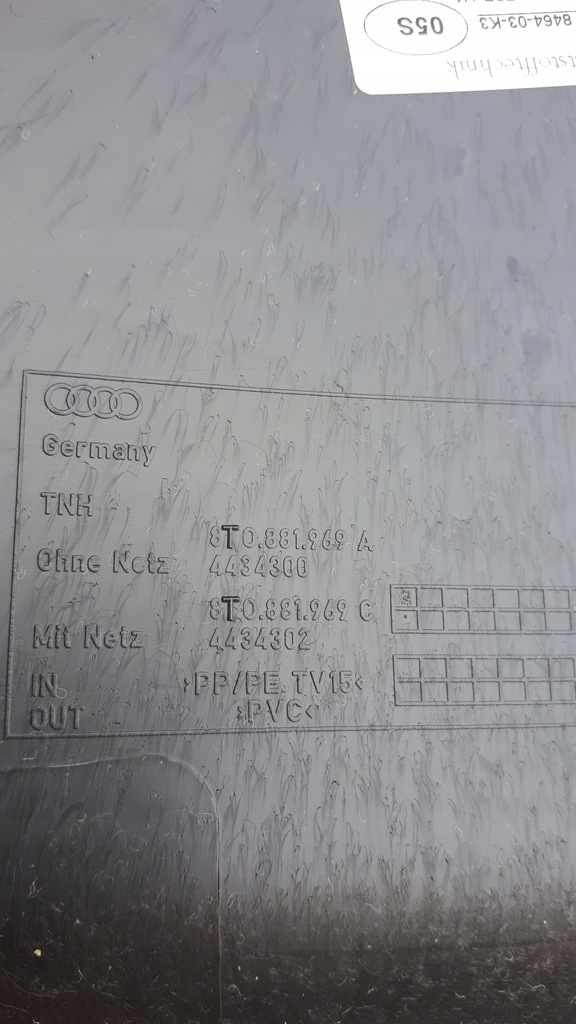 8464-03-K3
05S
tstofftechnik
Germany
TNH
8T0.881.969 A
Ohne Netz 4434300
8T0.881.969 C
Mit Netz 4434302
IN >PP/PE TV15<
OUT >PVC<